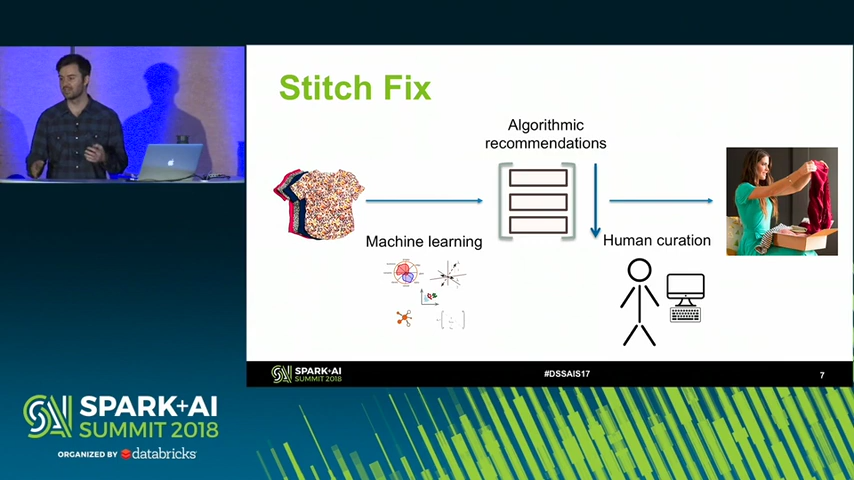 Stitch Fix
Algorithmic
recommendations
Machine learning
Human curation
SPARK+AI
SUMMIT 2018
#DSSAIS17
7
SPARK+AI
SUMMIT 2018
ORGANIZED BY databricks